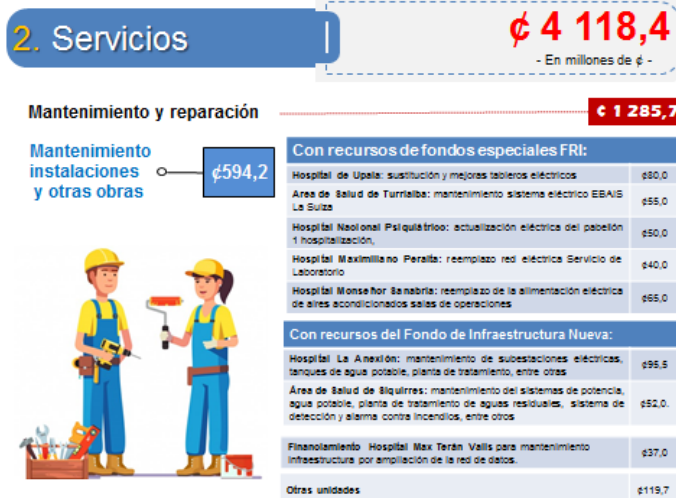 2. Servicios
¢ 4 118,4
- En millones de ¢ -
Mantenimiento y reparación
¢ 1 285,7
Mantenimiento
instalaciones
y otras obras
¢594,2
Con recursos de fondos especiales FRI:
Hospital de Upala: sustitución y mejoras tableros eléctricos
¢80,0
Area de Salud de Turrialba: mantenimiento sistema eléctrico EBAIS
La Suiza
¢55,0
Hospital Nacional Psiquiátrico: actualización eléctrica del pabellón
1 hospitalización,
¢50,0
Hospital Maximiliano Peralta: reemplazo red eléctrica Servicio de
Laboratorio
¢40,0
Hospital Monseñor Sanabria: reemplazo de la alimentación eléctrica
de aires acondicionados salas de operaciones
¢65,0
Con recursos del Fondo de Infraestructura Nueva:
Hospital La Anexión: mantenimiento de subestaciones eléctricas,
tanques de agua potable, planta de tratamiento, entre otras
¢95,5
Área de Salud de Siquirres: mantenimiento del sistemas de potencia,
agua potable, planta de tratamiento de aguas residuales, sistema de
detección y alarma contra incendios, entre otros
¢52,0.
Financiamiento Hospital Max Terán Valls para mantenimiento
infraestructura por ampliación de la red de datos.
¢37,0
Otras unidades
¢119,7